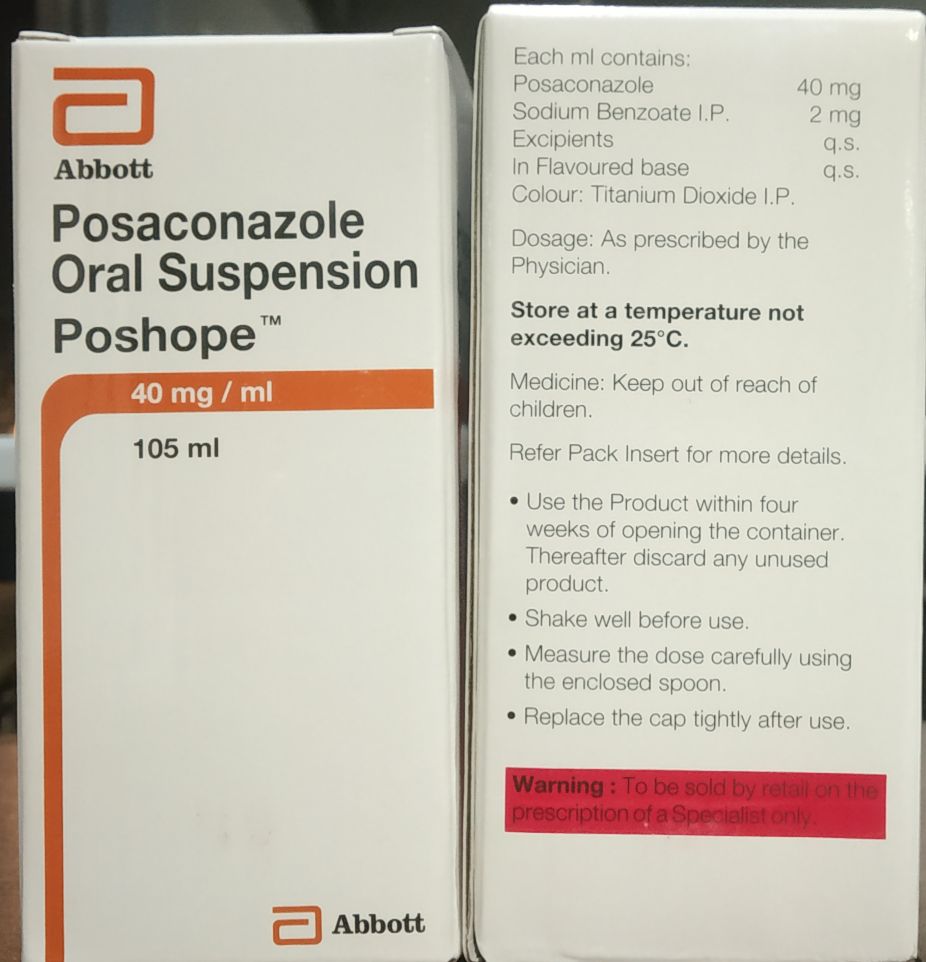 Abbott
Posaconazole
Oral Suspension
Poshope™
40 mg / ml
105 ml
Abbott
Each ml contains:
Posaconazole 40 mg
Sodium Benzoate I.P. 2 mg
Excipients q.s.
In Flavoured base q.s.
Colour: Titanium Dioxide I.P.
Dosage: As prescribed by the
Physician.
Store at a temperature not
exceeding 25°C.
Medicine: Keep out of reach of
children.
Refer Pack Insert for more details.
• Use the Product within four
weeks of opening the container.
Thereafter discard any unused
product.
• Shake well before use.
• Measure the dose carefully using
the enclosed spoon.
• Replace the cap tightly after use.
Warning : To be sold by retail on the
prescription of a Specialist only.